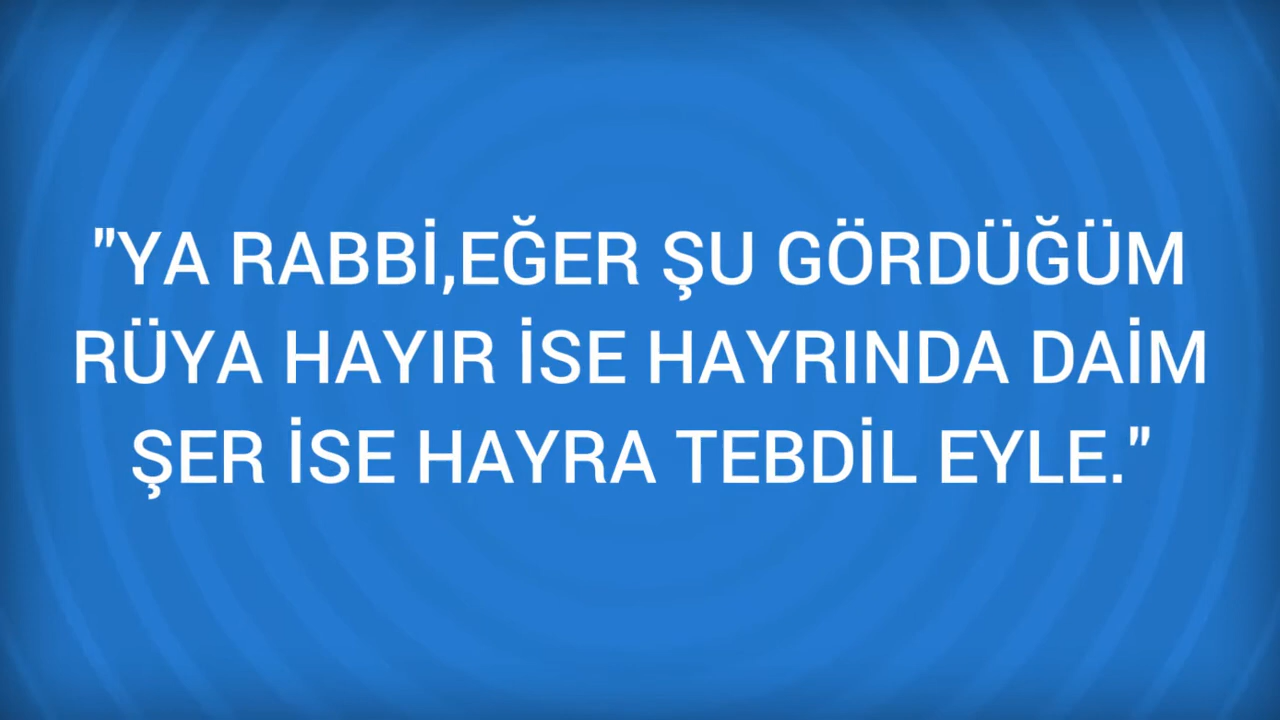 "YA RABBİ,EĞER ŞU GÖRDÜĞÜM
RÜYA HAYIR İSE HAYRINDA DAİM
ŞER İSE HAYRA TEBDİL EYLE."